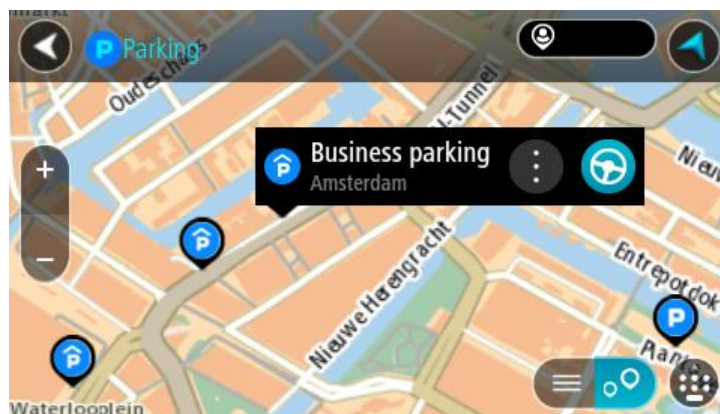 Parking
Oudeschans
Business parking
Amsterdam
Nieuwe Herengracht
Entrepotdok
Waterlooplein